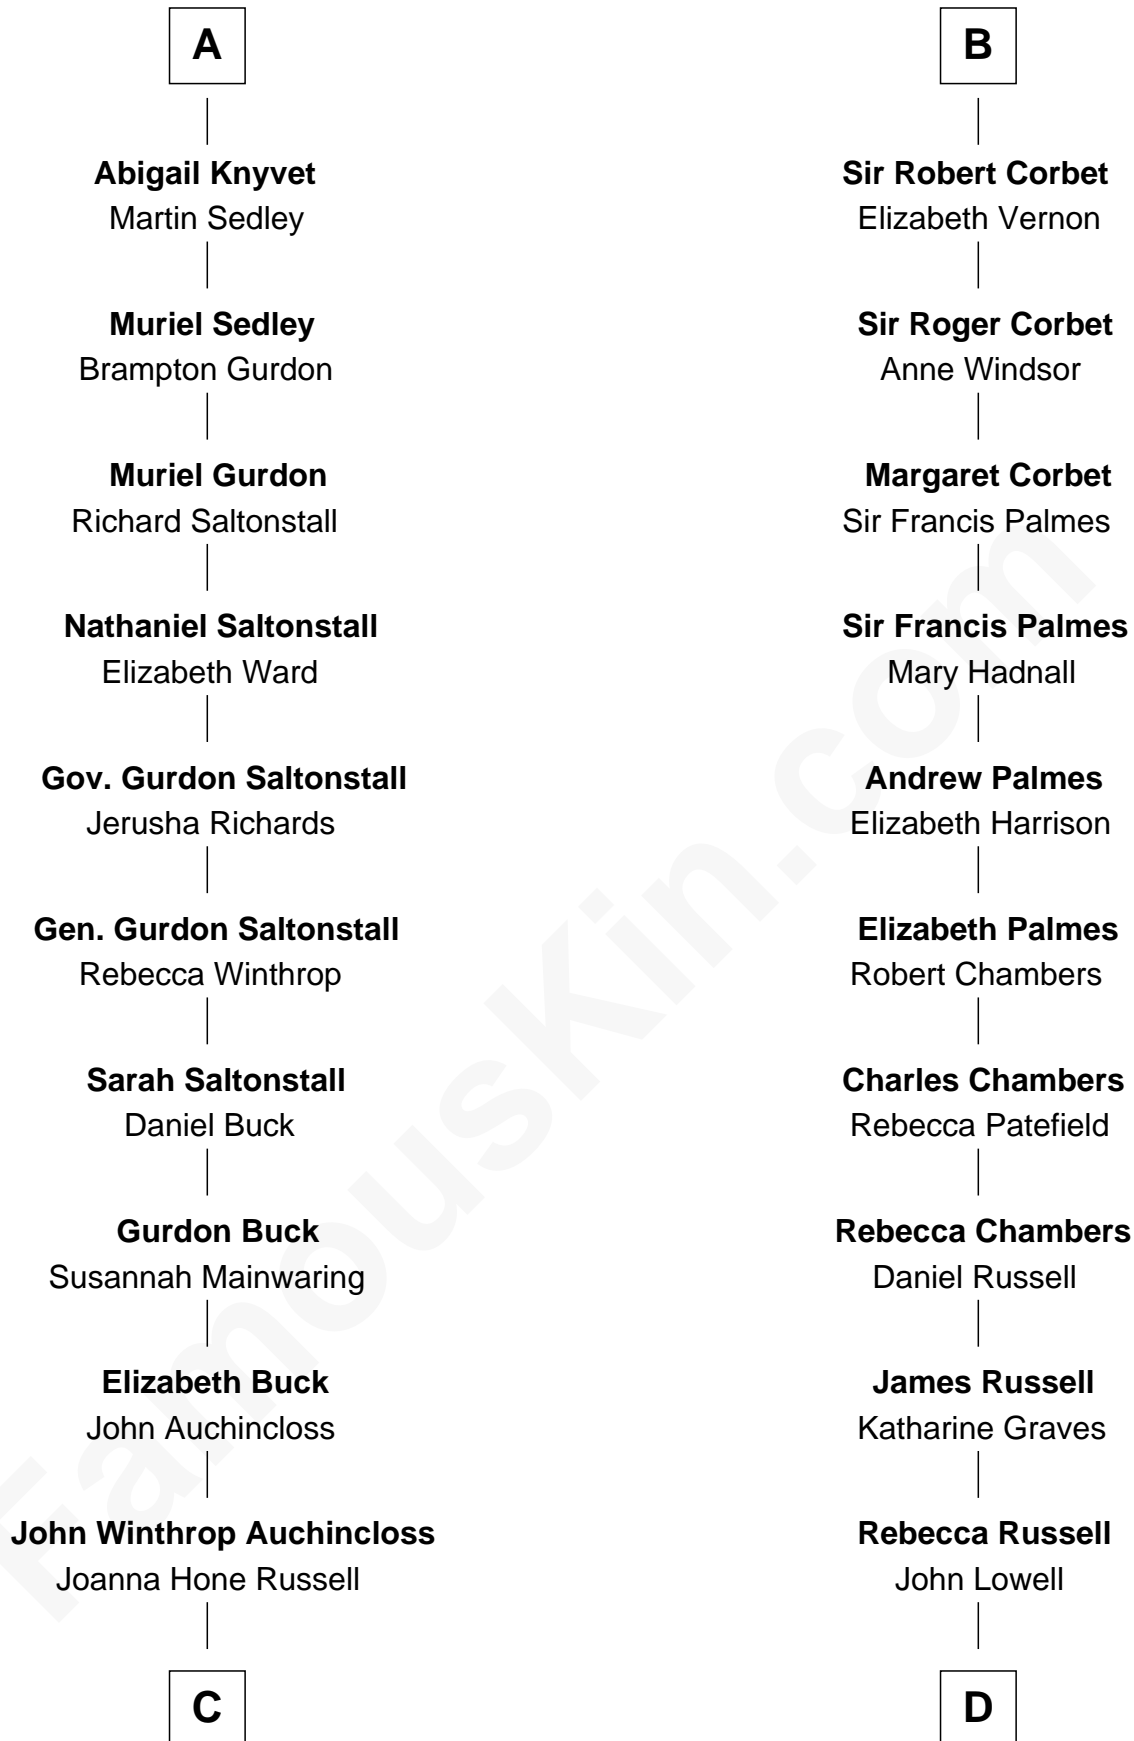 A
Abigail Knyvet
Martin Sedley
Muriel Sedley
Brampton Gurdon
Muriel Gurdon
Richard Saltonstall
Nathaniel Saltonstall
Elizabeth Ward
Gov. Gurdon Saltonstall
Jerusha Richards
Gen. Gurdon Saltonstall
Rebecca Winthrop
Sarah Saltonstall
Daniel Buck
Gurdon Buck
Susannah Mainwaring
Elizabeth Buck
John Auchincloss
John Winthrop Auchincloss
Joanna Hone Russell
C
B
Sir Robert Corbet
Elizabeth Vernon
Sir Roger Corbet
Anne Windsor
Margaret Corbet
Sir Francis Palmes
Sir Francis Palmes
Mary Hadnall
Andrew Palmes
Elizabeth Harrison
Elizabeth Palmes
Robert Chambers
Charles Chambers
Rebecca Patefield
Rebecca Chambers
Daniel Russell
James Russell
Katharine Graves
Rebecca Russell
John Lowell
D
FamousKin.com